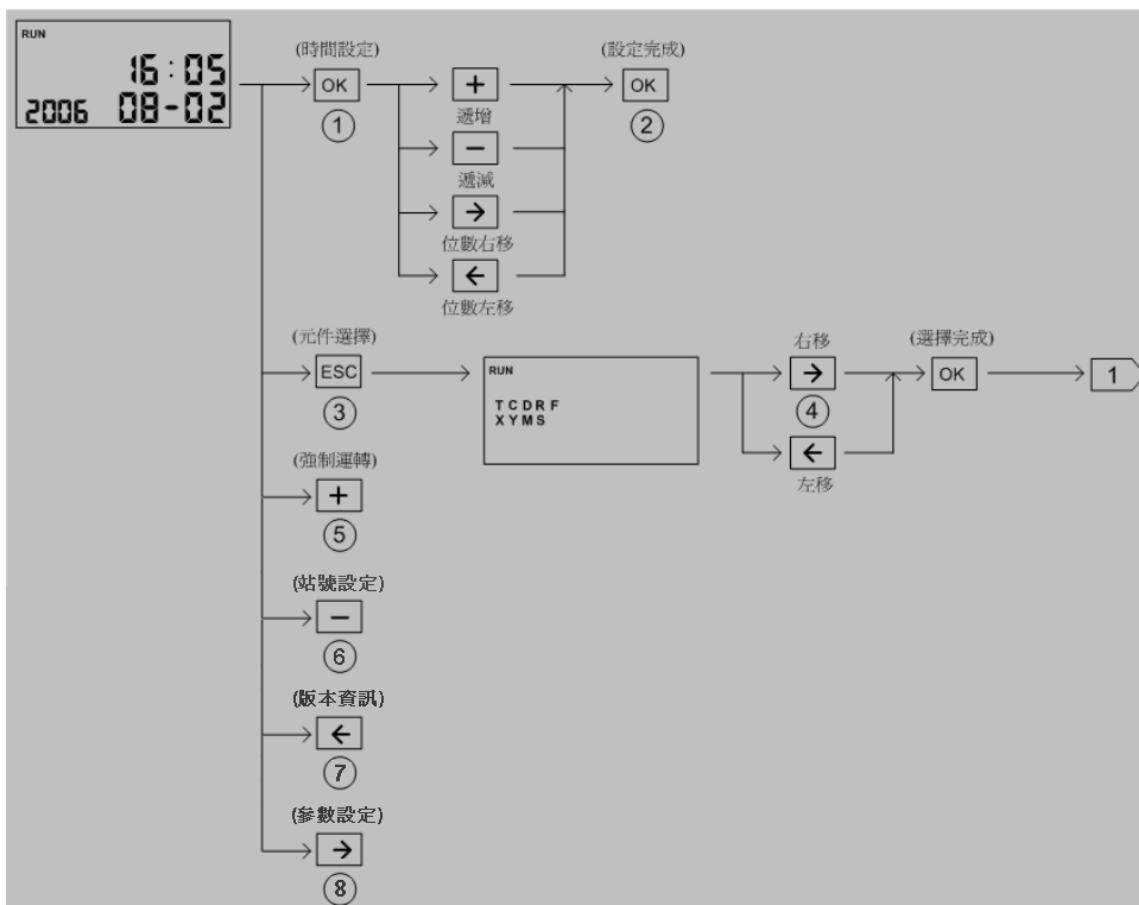 RUN
16:05
2006 08-02
(時間設定)
OK
①
+
遞增
−
遞減
→
位數右移
←
位數左移
(設定完成)
OK
②
(元件選擇)
ESC
③
RUN
TCDRF
XYMS
右移
→
④
←
左移
(選擇完成)
OK
1
(強制運轉)
+
⑤
(站號設定)
−
⑥
(版本資訊)
←
⑦
(參數設定)
→
⑧